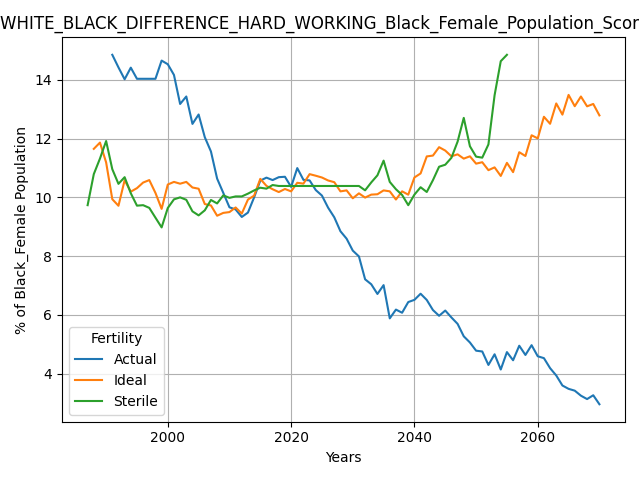 WHITE_BLACK_DIFFERENCE_HARD_WORKING_Black_Female_Population_Scor
% of Black_Female Population
14
12
10
8
6
4
Fertility
Actual
Ideal
Sterile
2000 2020 2040 2060
Years